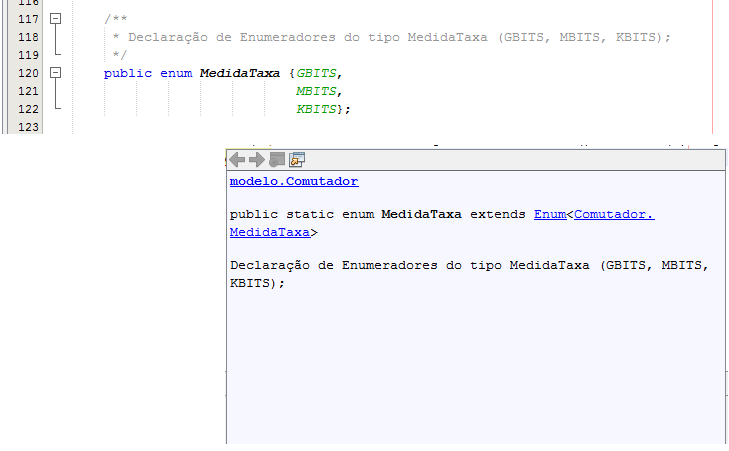 116
117 /**
118 * Declaração de Enumeradores do tipo MedidaTaxa (GBITS, MBITS, KBITS);
119 */
120 public enum MedidaTaxa {GBITS,
121 MBITS,
122 KBITS};
123
modelo.Comutador
public static enum MedidaTaxa extends Enum<Comutador.
MedidaTaxa>
Declaração de Enumeradores do tipo MedidaTaxa (GBITS, MBITS,
KBITS);